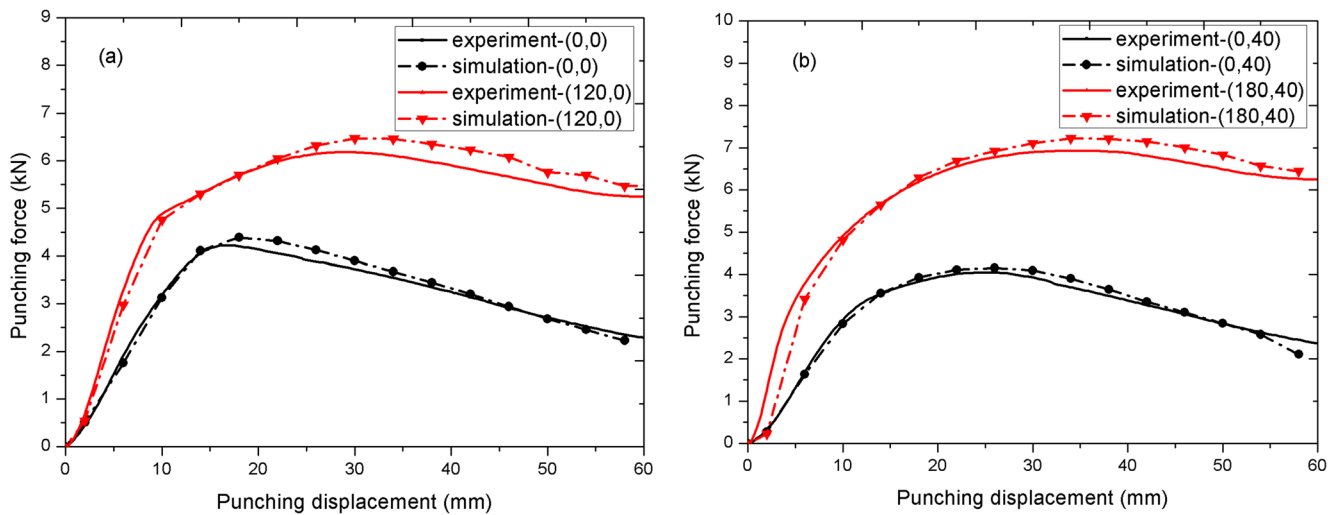 (a)
experiment-(0,0)
simulation-(0,0)
experiment-(120,0)
simulation-(120,0)
9
8
7
6
5
4
3
2
1
0
Punching force (kN)
0 10 20 30 40 50 60
Punching displacement (mm)
(b)
experiment-(0,40)
simulation-(0,40)
experiment-(180,40)
simulation-(180,40)
10
9
8
7
6
5
4
3
2
1
0
Punching force (kN)
0 10 20 30 40 50 60
Punching displacement (mm)